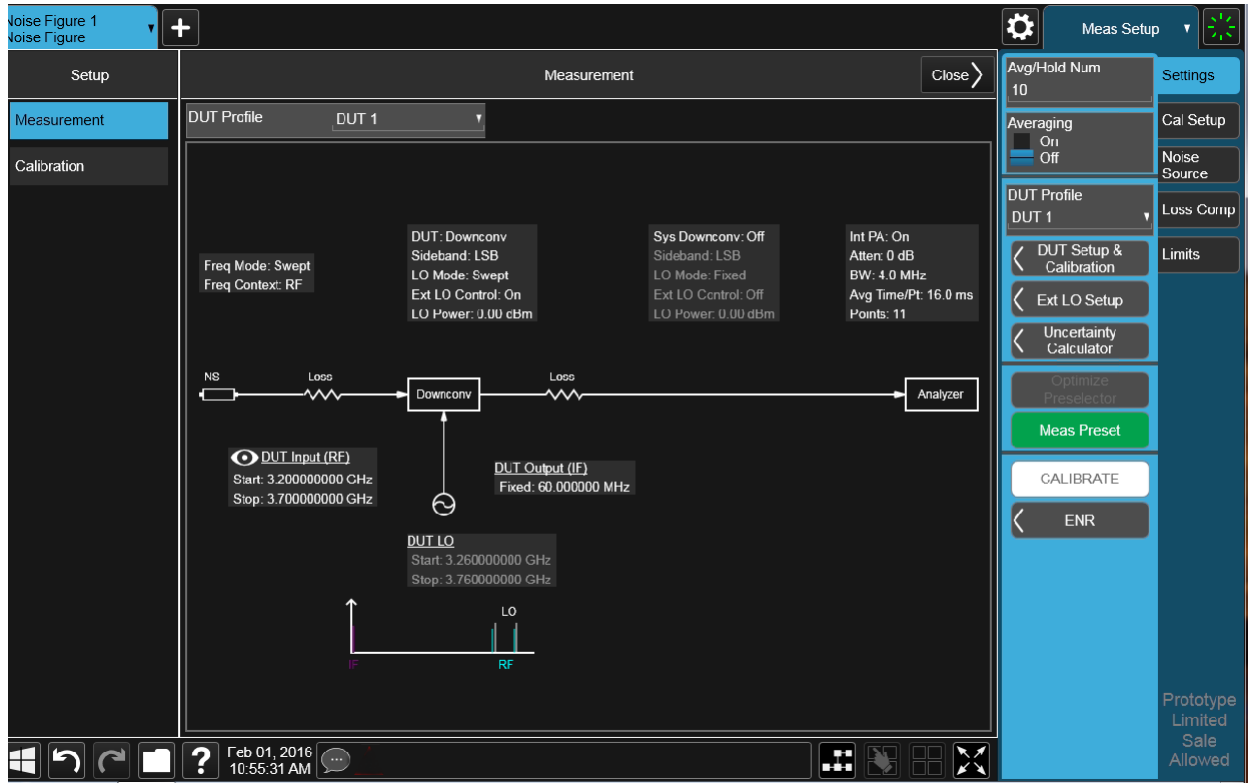 Noise Figure 1
Noise Figure
Meas Setup
Setup
Measurement
Close
Measurement
Calibration
DUT Profile
DUT 1
Freq Mode: Swept
Freq Context: RF
DUT: Downconv
Sideband: LSB
LO Mode: Swept
Ext LO Control: On
LO Power: 0.00 dBm
Sys Downconv: Off
Sideband: LSB
LO Mode: Fixed
Ext LO Control: Off
LO Power: 0.00 dBm
Int PA: On
Atten: 0 dB
BW: 4.0 MHz
Avg Time/Pt: 16.0 ms
Points: 11
NS
Loss
Downconv
Loss
Analyzer
DUT Input (RF)
Start: 3.200000000 GHz
Stop: 3.700000000 GHz
DUT Output (IF)
Fixed: 60.000000 MHz
DUT LO
Start: 3.260000000 GHz
Stop: 3.760000000 GHz
LO
IF
RF
Avg/Hold Num
10
Averaging
On
Off
DUT Profile
DUT 1
DUT Setup &
Calibration
Ext LO Setup
Uncertainty
Calculator
Optimize
Preselector
Meas Preset
CALIBRATE
ENR
Settings
Cal Setup
Noise
Source
Loss Comp
Limits
Prototype
Limited
Sale
Allowed
?
Feb 01, 2016
10:55:31 AM